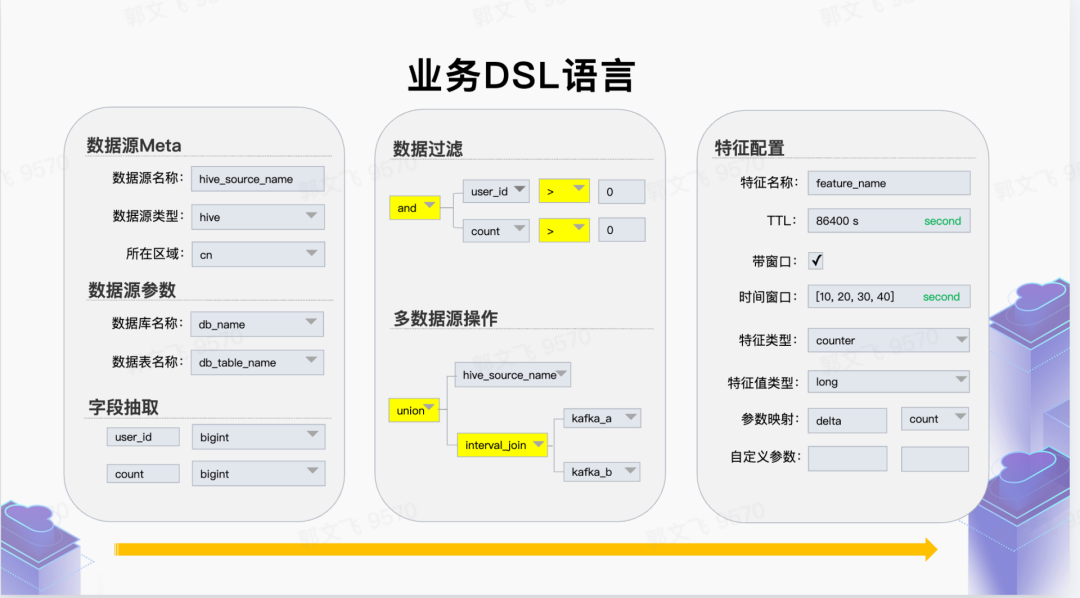 业务DSL语言
数据源Meta
数据源名称: hive_source_name
数据源类型: hive
所在区域: cn
数据源参数
数据库名称: db_name
数据表名称: db_table_name
字段抽取
user_id bigint
count bigint
数据过滤
and
user_id > 0
count > 0
多数据源操作
hive_source_name
union
interval_join
kafka_a
kafka_b
特征配置
特征名称: feature_name
TTL: 86400 s second
带窗口: ✓
时间窗口: [10, 20, 30, 40] second
特征类型: counter
特征值类型: long
参数映射: delta count
自定义参数:
郭文飞 9570